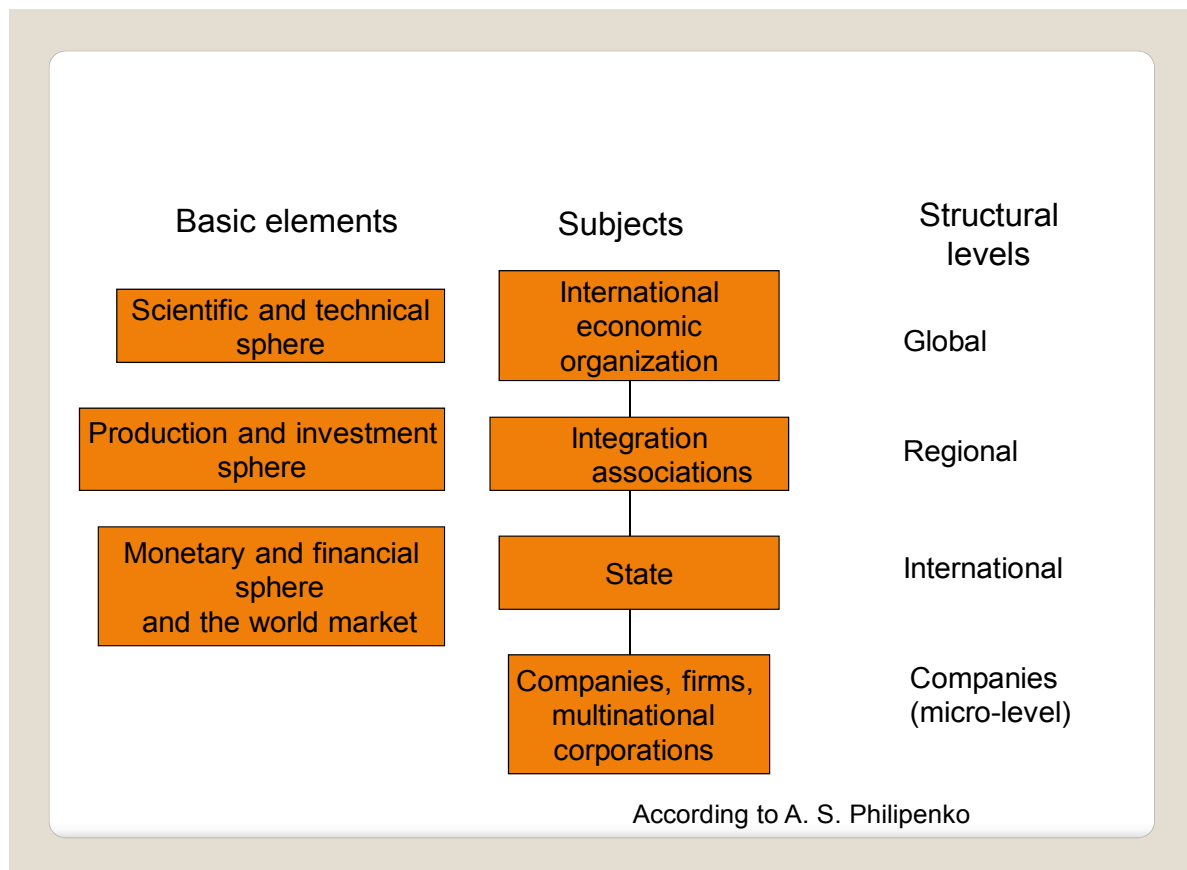 Basic elements
Scientific and technical
sphere
Production and investment
sphere
Monetary and financial
sphere
and the world market
Subjects
International
economic
organization
Integration
associations
State
Companies, firms,
multinational
corporations
Structural
levels
Global
Regional
International
Companies
(micro-level)
According to A. S. Philipenko